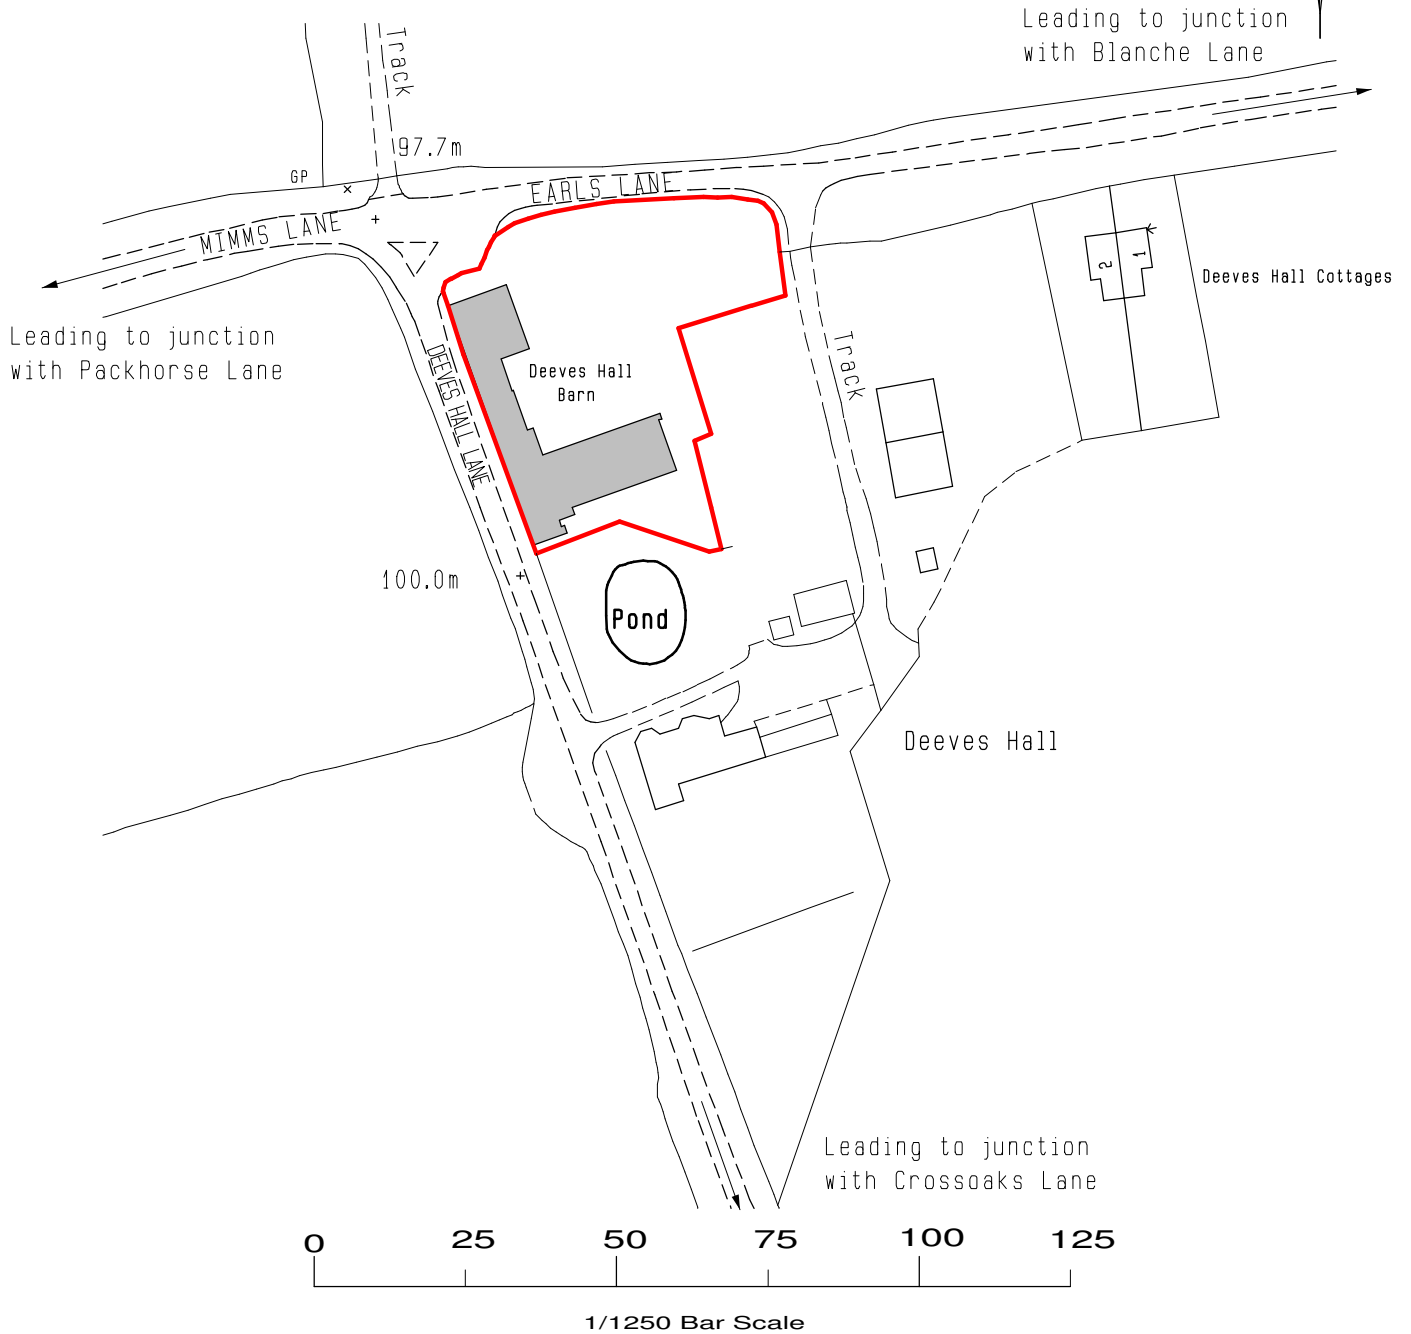 Leading to junction
with Blanche Lane
Track
97.7m
GP
EARLS LANE
MIMMS LANE
2
1
Deeves Hall Cottages
Leading to junction
with Packhorse Lane
DEEVES HALL LANE
Deeves Hall
Barn
Track
100.0m
Pond
Deeves Hall
Leading to junction
with Crossoaks Lane
0 25 50 75 100 125
1/1250 Bar Scale